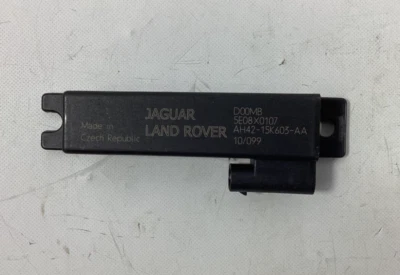 Made in
Czech Republic
JAGUAR
LAND ROVER
D00MB
5E08X0107
AH42-15K603-AA
10/099